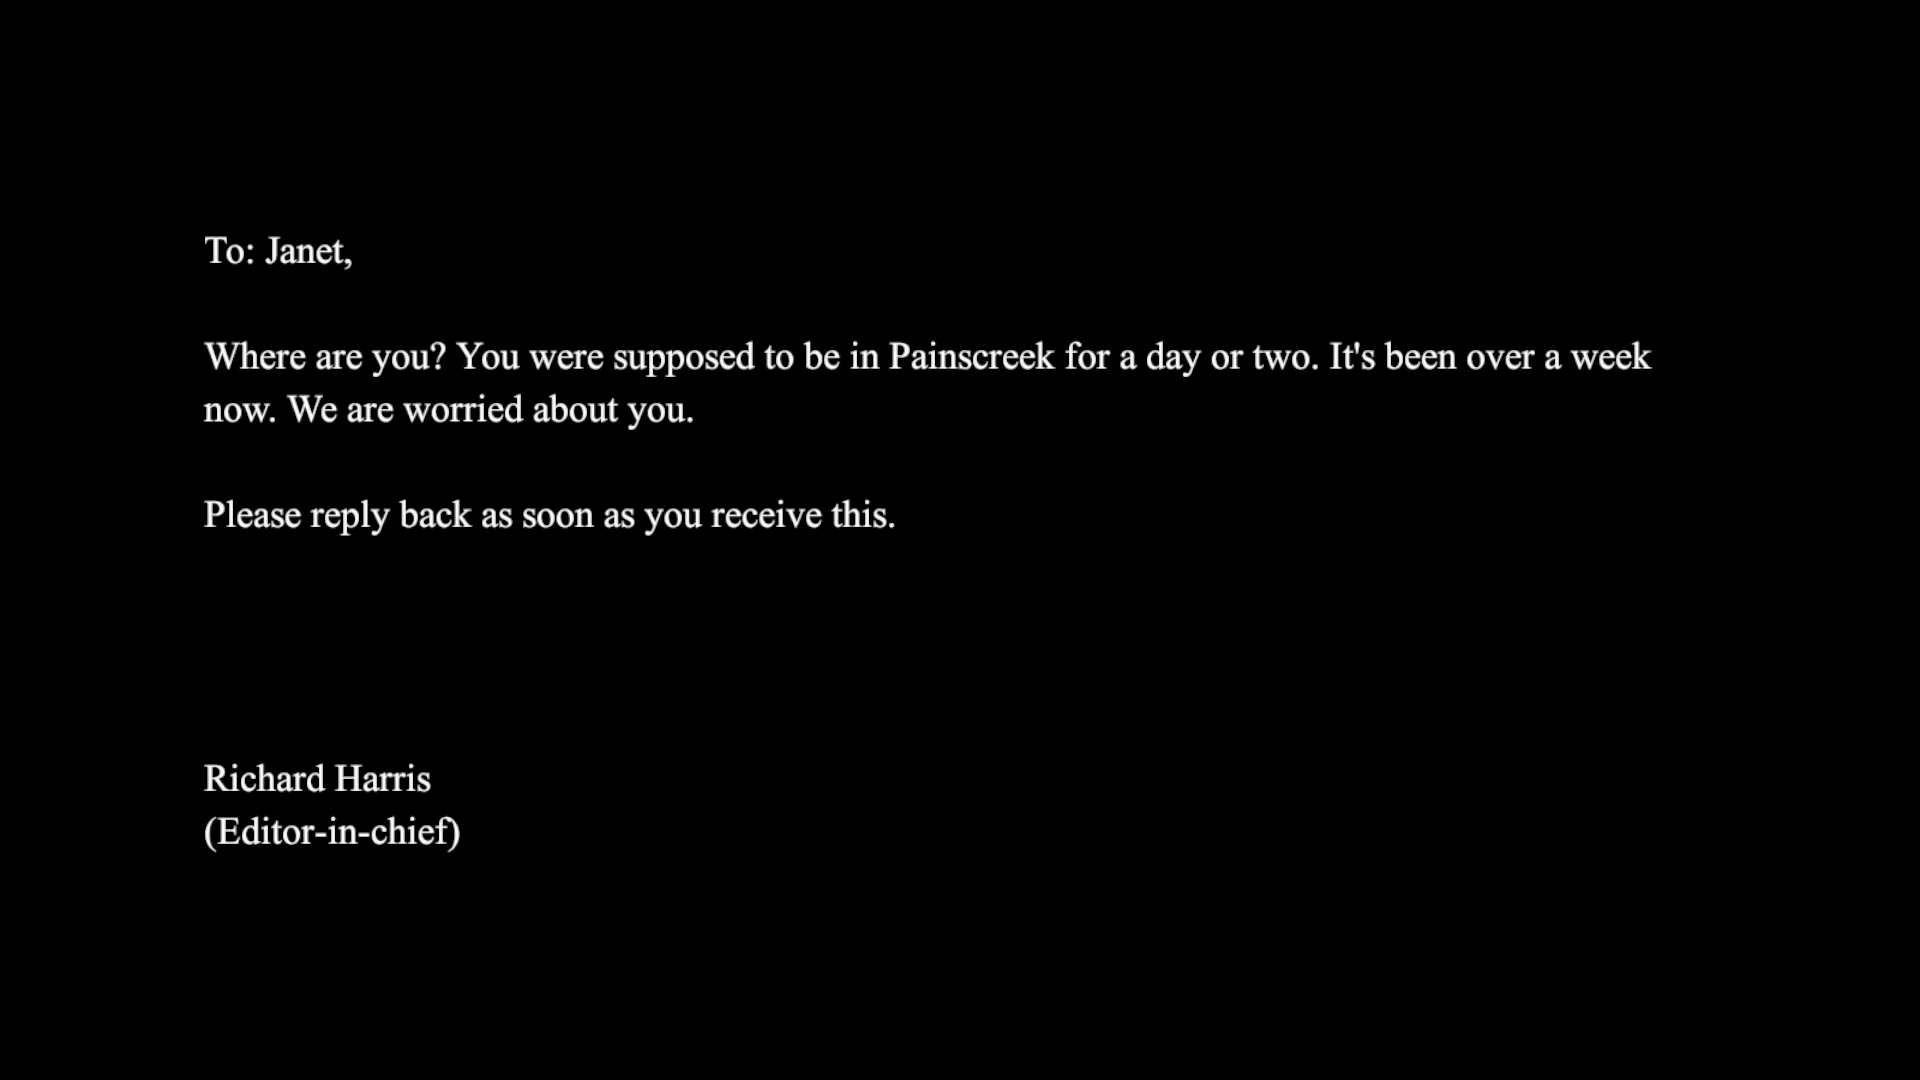 To: Janet,
Where are you? You were supposed to be in Painscreek for a day or two. It's been over a week
now. We are worried about you.
Please reply back as soon as you receive this.
Richard Harris
(Editor-in-chief)